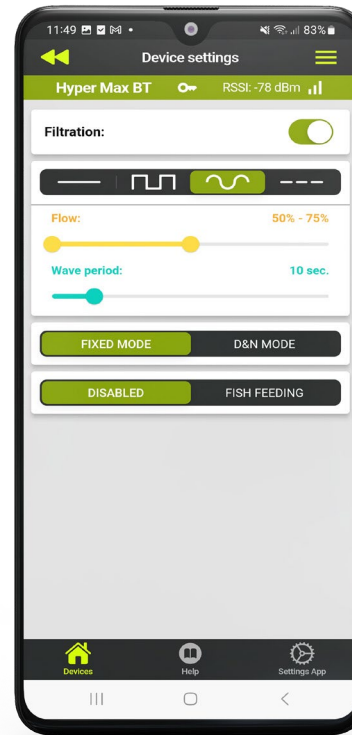 11:49 83%
Device settings
Hyper Max BT RSSI: -78 dBm
Filtration:
Flow: 50% - 75%
Wave period: 10 sec.
FIXED MODE D&N MODE
DISABLED FISH FEEDING
Devices Help Settings App